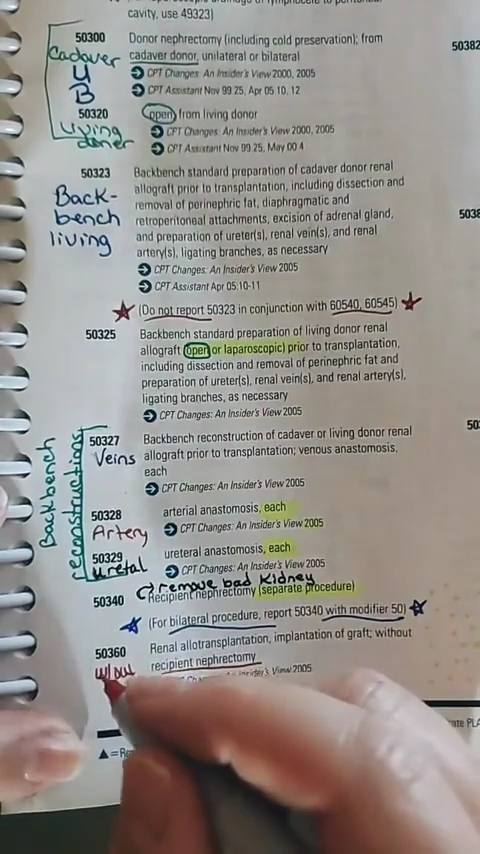 cavity, use 49323)
50300 Donor nephrectomy (including cold preservation); from
Cadaver cadaver donor, unilateral or bilateral
U CPT Changes: An Insider's View 2000, 2005
B CPT Assistant Nov 99:25, Apr 05:10, 12
50320 open from living donor
Living CPT Changes: An Insider's View 2000, 2005
doner CPT Assistant Nov 99:25, May 00:4
50323 Backbench standard preparation of cadaver donor renal
Back- allograft prior to transplantation, including dissection and
bench removal of perinephric fat, diaphragmatic and
living retroperitoneal attachments, excision of adrenal gland,
and preparation of ureter(s), renal vein(s), and renal
artery(s), ligating branches, as necessary
CPT Changes: An Insider's View 2005
CPT Assistant Apr 05:10-11
(Do not report 50323 in conjunction with 60540, 60545)
50325 Backbench standard preparation of living donor renal
allograft (open or laparoscopic) prior to transplantation,
including dissection and removal of perinephric fat and
preparation of ureter(s), renal vein(s), and renal artery(s),
ligating branches, as necessary
CPT Changes: An Insider's View 2005
Backbench reconstructions
50327 Backbench reconstruction of cadaver or living donor renal
Veins allograft prior to transplantation; venous anastomosis,
each
CPT Changes: An Insider's View 2005
50328 arterial anastomosis, each
Artery CPT Changes: An Insider's View 2005
50329 ureteral anastomosis, each
uretal CPT Changes: An Insider's View 2005
remove bad Kidney
50340 Recipient nephrectomy (separate procedure)
(For bilateral procedure, report 50340 with modifier 50)
50360 Renal allotransplantation, implantation of graft; without
w/out recipient nephrectomy
View 2005
50382